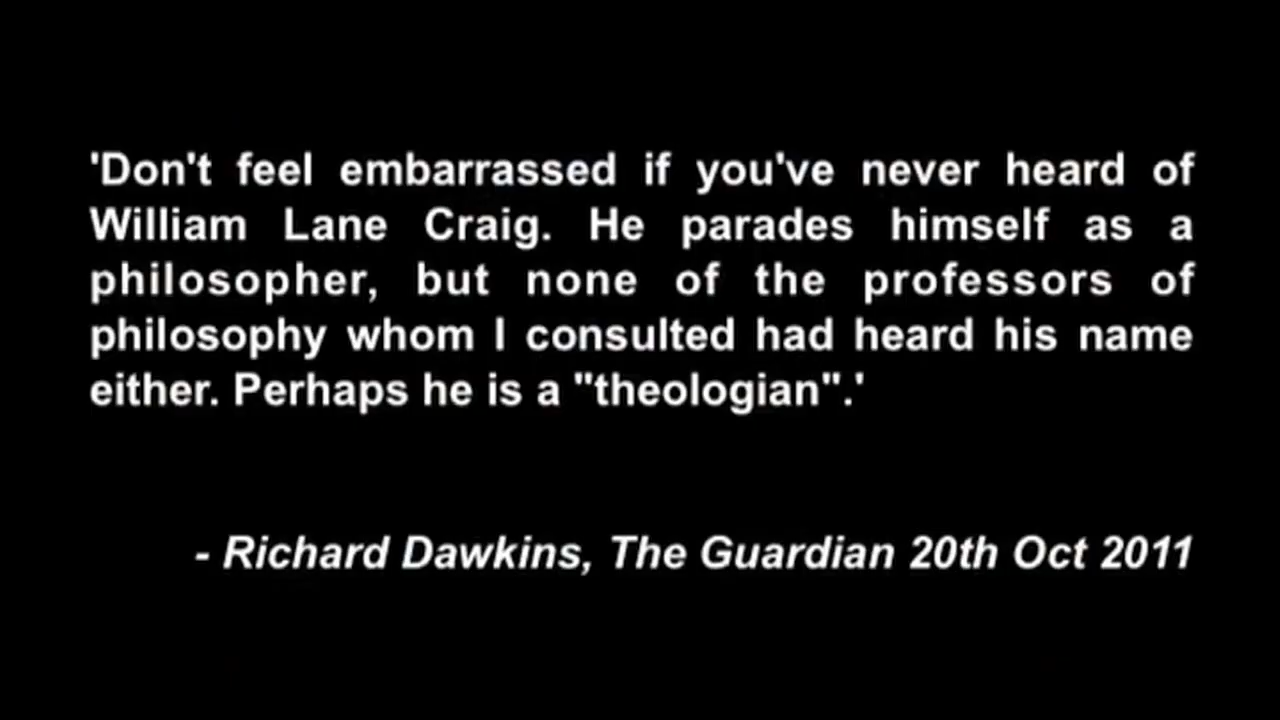 'Don't feel embarrassed if you've never heard of
William Lane Craig. He parades himself as a
philosopher, but none of the professors of
philosophy whom I consulted had heard his name
either. Perhaps he is a "theologian".'
- Richard Dawkins, The Guardian 20th Oct 2011